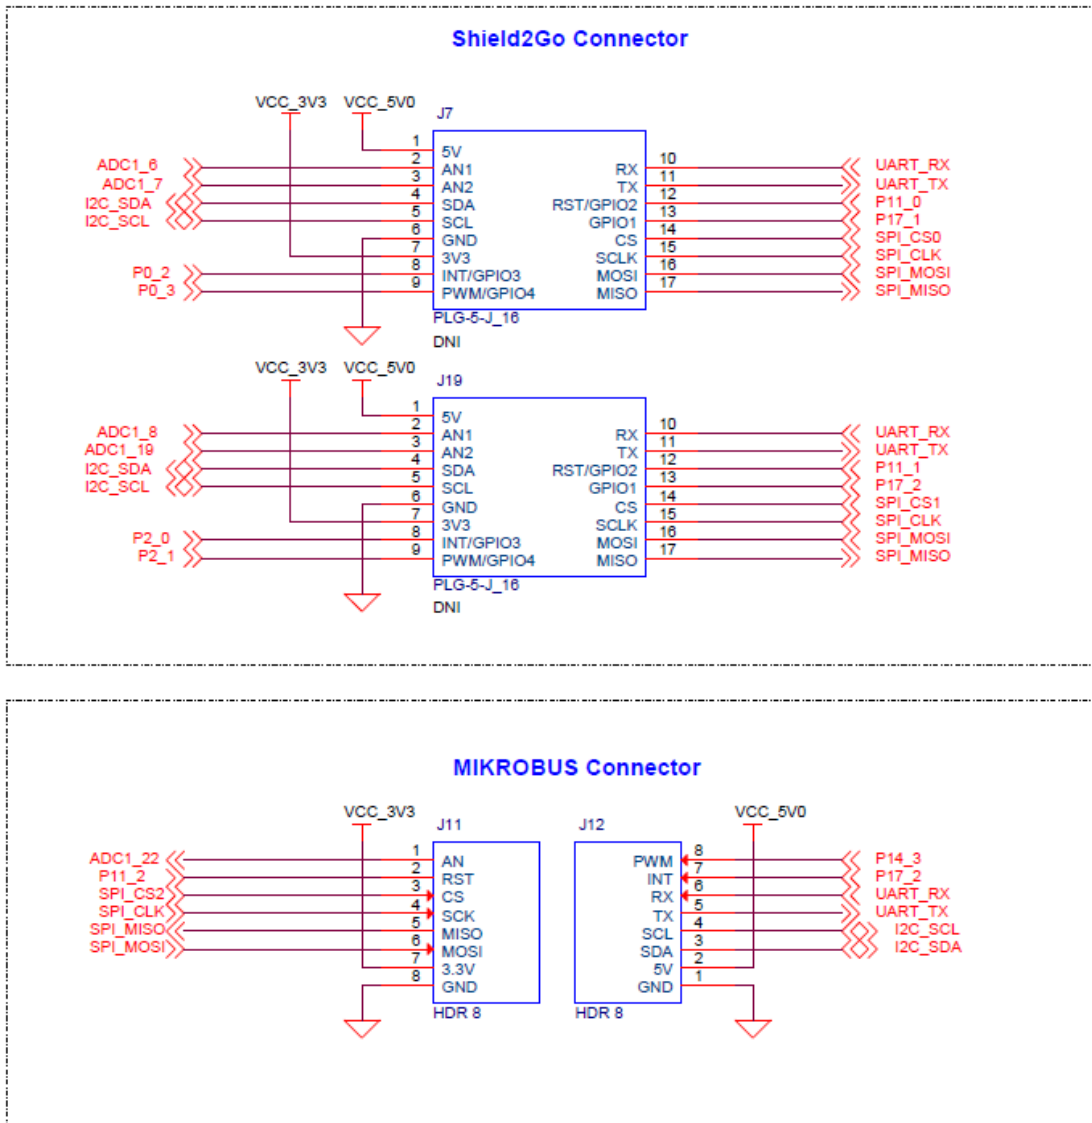 Shield2Go Connector
VCC_3V3 VCC_5V0
J7
ADC1_6 2 AN1
1 5V
ADC1_7 3 AN2
I2C_SDA 4 SDA
I2C_SCL 5 SCL
6 GND
7 3V3
P0_2 8 INT/GPIO3
P0_3 9 PWM/GPIO4
RX 10 UART_RX
TX 11 UART_TX
RST/GPIO2 12 P11_0
GPIO1 13 P17_1
CS 14 SPI_CS0
SCLK 15 SPI_CLK
MOSI 16 SPI_MOSI
MISO 17 SPI_MISO
PLG-5-J_16
DNI
VCC_3V3 VCC_5V0
J19
1 5V
ADC1_8 2 AN1
ADC1_19 3 AN2
I2C_SDA 4 SDA
I2C_SCL 5 SCL
6 GND
7 3V3
P2_0 8 INT/GPIO3
P2_1 9 PWM/GPIO4
RX 10 UART_RX
TX 11 UART_TX
RST/GPIO2 12 P11_1
GPIO1 13 P17_2
CS 14 SPI_CS1
SCLK 15 SPI_CLK
MOSI 16 SPI_MOSI
MISO 17 SPI_MISO
PLG-5-J_16
DNI
MIKROBUS Connector
VCC_3V3
J11
ADC1_22 1 AN
P11_2 2 RST
SPI_CS2 3 CS
SPI_CLK 4 SCK
SPI_MISO 5 MISO
SPI_MOSI 6 MOSI
7 3.3V
8 GND
HDR 8
J12
VCC_5V0
PWM 8 P14_3
INT 7 P17_2
RX 6 UART_RX
TX 5 UART_TX
SCL 4 I2C_SCL
SDA 3 I2C_SDA
5V 2
GND 1
HDR 8